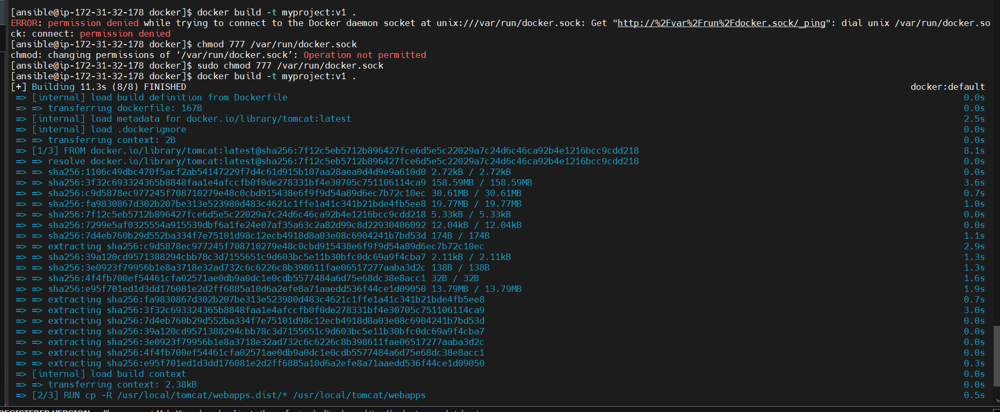 [ansible@ip-172-31-32-178 docker]$ docker build -t myproject:v1 .
ERROR: permission denied while trying to connect to the Docker daemon socket at unix:///var/run/docker.sock: Get "http://%2Fvar%2Frun%2Fdocker.sock/_ping": dial unix /var/run/docker.so
ck: connect: permission denied
[ansible@ip-172-31-32-178 docker]$ chmod 777 /var/run/docker.sock
chmod: changing permissions of ‘/var/run/docker.sock’: Operation not permitted
[ansible@ip-172-31-32-178 docker]$ sudo chmod 777 /var/run/docker.sock
[ansible@ip-172-31-32-178 docker]$ docker build -t myproject:v1 .
[+] Building 11.3s (8/8) FINISHED docker:default
=> [internal] load build definition from Dockerfile 0.0s
=> => transferring dockerfile: 167B 0.0s
=> [internal] load metadata for docker.io/library/tomcat:latest 2.5s
=> [internal] load .dockerignore 0.0s
=> => transferring context: 2B 0.0s
=> [1/3] FROM docker.io/library/tomcat:latest@sha256:7f12c5eb5712b896427fce6d5e5c22029a7c24d6c46ca92b4e1216bcc9cdd218 8.1s
=> => resolve docker.io/library/tomcat:latest@sha256:7f12c5eb5712b896427fce6d5e5c22029a7c24d6c46ca92b4e1216bcc9cdd218 0.0s
=> => sha256:1106c49dbc470f5acf2ab54147229f7d4c61d915b107aa28aea0d4d9e9a610d0 2.72kB / 2.72kB 0.0s
=> => sha256:3f32c693324365b8848faa1e4afccfb0f0de278331bf4e30705c751106114ca9 158.59MB / 158.59MB 3.6s
=> => sha256:c9d5878ec977245f708710279e48c0cbd915438e6f9f9d54a89d6ec7b72c10ec 30.61MB / 30.61MB 0.7s
=> => sha256:fa9830867d302b207be313e523980d483c4621c1ffe1a41c341b21bde4fb5ee8 19.77MB / 19.77MB 1.0s
=> => sha256:7f12c5eb5712b896427fce6d5e5c22029a7c24d6c46ca92b4e1216bcc9cdd218 5.33kB / 5.33kB 0.0s
=> => sha256:7299e5af0325554a915539dbf6a1fe24e07af35a63c2a82d99c8d22930406092 12.04kB / 12.04kB 0.0s
=> => sha256:7d4eb760b29d552ba334f7e75101d98c12ecb4918d8a03e08c6904241b7bd53d 174B / 174B 1.1s
=> => extracting sha256:c9d5878ec977245f708710279e48c0cbd915438e6f9f9d54a89d6ec7b72c10ec 2.9s
=> => sha256:39a120cd9571388294cbb78c3d7155651c9d603bc5e11b30bfc0dc69a9f4cba7 2.11kB / 2.11kB 1.3s
=> => sha256:3e0923f79956b1e8a3718e32ad732c6c6226c8b398611fae06517277aaba3d2c 138B / 138B 1.3s
=> => sha256:4f4fb700ef54461cfa02571ae0db9a0dc1e0cdb5577484a6d75e68dc38e8acc1 32B / 32B 1.6s
=> => sha256:e95f701ed1d3dd176081e2d2ff6885a10d6a2efe8a71aaedd536f44ce1d09050 13.79MB / 13.79MB 1.9s
=> => extracting sha256:fa9830867d302b207be313e523980d483c4621c1ffe1a41c341b21bde4fb5ee8 0.7s
=> => extracting sha256:3f32c693324365b8848faa1e4afccfb0f0de278331bf4e30705c751106114ca9 3.0s
=> => extracting sha256:7d4eb760b29d552ba334f7e75101d98c12ecb4918d8a03e08c6904241b7bd53d 0.0s
=> => extracting sha256:39a120cd9571388294cbb78c3d7155651c9d603bc5e11b30bfc0dc69a9f4cba7 0.0s
=> => extracting sha256:3e0923f79956b1e8a3718e32ad732c6c6226c8b398611fae06517277aaba3d2c 0.0s
=> => extracting sha256:4f4fb700ef54461cfa02571ae0db9a0dc1e0cdb5577484a6d75e68dc38e8acc1 0.0s
=> => extracting sha256:e95f701ed1d3dd176081e2d2ff6885a10d6a2efe8a71aaedd536f44ce1d09050 0.3s
=> [internal] load build context 0.0s
=> => transferring context: 2.38kB 0.0s
=> [2/3] RUN cp -R /usr/local/tomcat/webapps.dist/* /usr/local/tomcat/webapps 0.5s